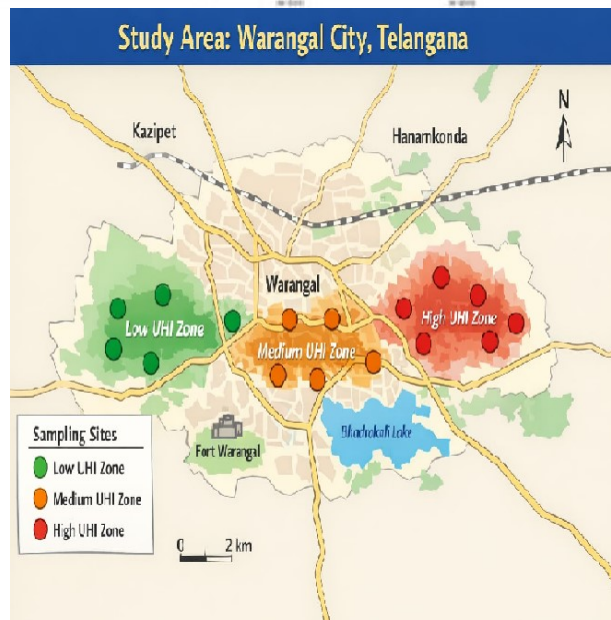 Study Area: Warangal City, Telangana
Kazipet
Hanamkonda
N
Warangal
Low UHI Zone
High UHI Zone
Medium UHI Zone
Fort Warangal
Lake
Sampling Sites
Low UHI Zone
Medium UHI Zone
High UHI Zone
0 2 km